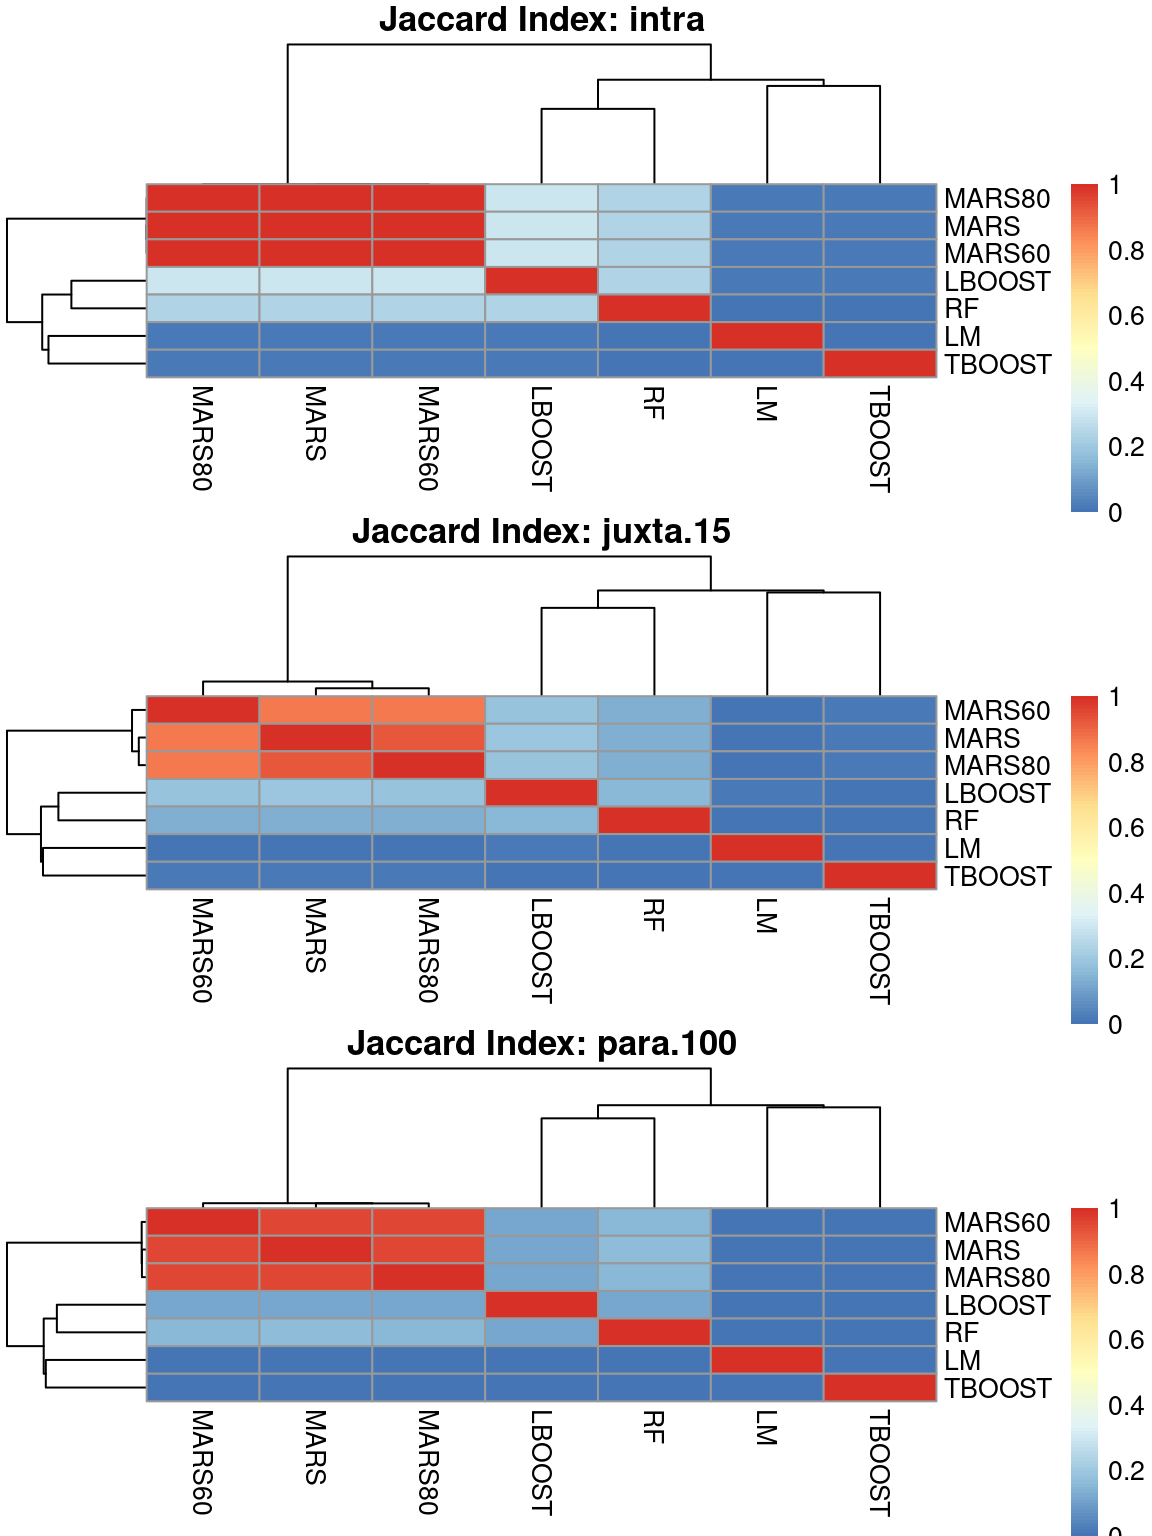 Jaccard Index: intra
MARS80
MARS
MARS60
LBOOST
RF
LM
TBOOST
1
0.8
0.6
0.4
0.2
0
MARS80
MARS
MARS60
LBOOST
RF
LM
TBOOST
Jaccard Index: juxta.15
MARS60
MARS
MARS80
LBOOST
RF
LM
TBOOST
1
0.8
0.6
0.4
0.2
0
MARS60
MARS
MARS80
LBOOST
RF
LM
TBOOST
Jaccard Index: para.100
MARS60
MARS
MARS80
LBOOST
RF
LM
TBOOST
1
0.8
0.6
0.4
0.2
0
MARS60
MARS
MARS80
LBOOST
RF
LM
TBOOST